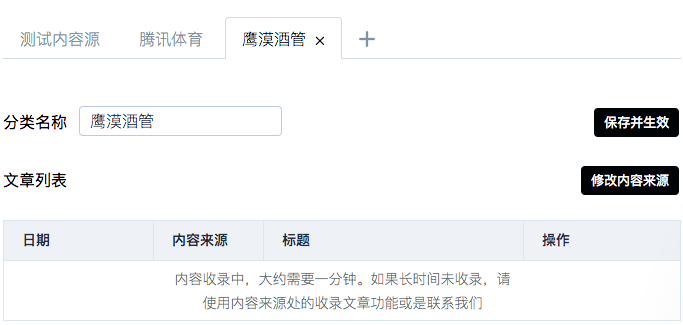 测试内容源 腾讯体育 鹰漠酒管 ×  +
分类名称 鹰漠酒管 保存并生效
文章列表 修改内容来源
日期 内容来源 标题 操作
内容收录中，大约需要一分钟。如果长时间未收录，请
使用内容来源处的收录文章功能或是联系我们